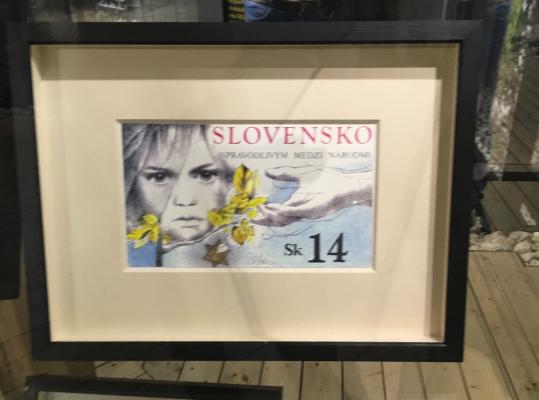 SLOVENSKO
SPRAVODLIVÝM MEDZI NÁRODMI
Sk 14